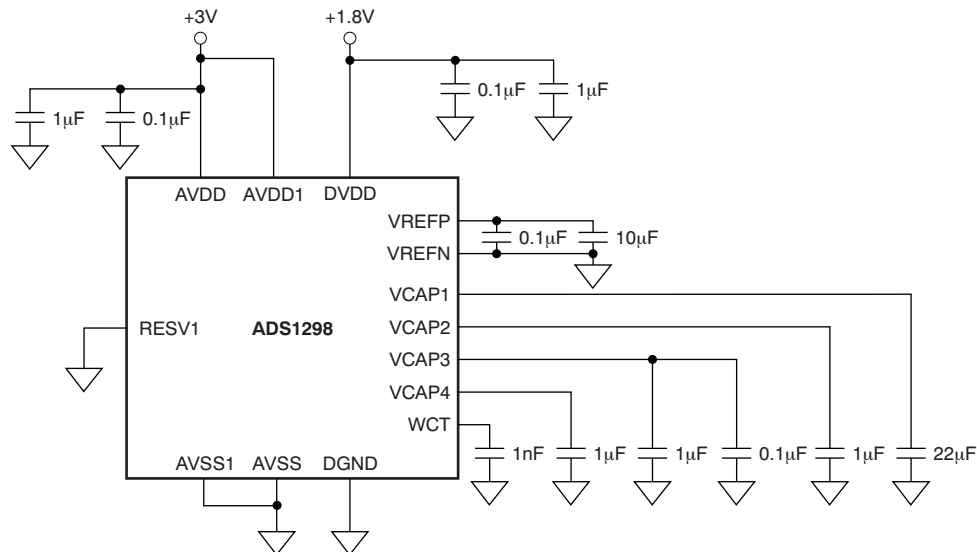 +3V
+1.8V
1µF
0.1µF
0.1µF
1µF
AVDD
AVDD1
DVDD
VREFP
VREFN
0.1µF
10µF
VCAP1
RESV1
ADS1298
VCAP2
VCAP3
VCAP4
WCT
1nF
1µF
1µF
0.1µF
1µF
22µF
AVSS1
AVSS
DGND